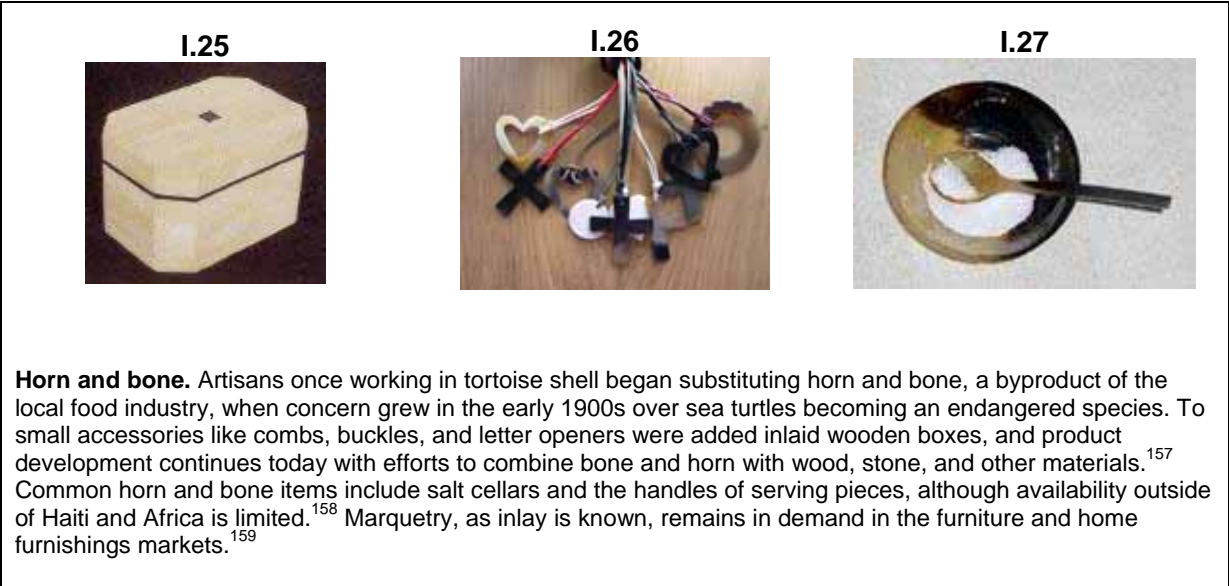 I.25
I.26
I.27
Horn and bone. Artisans once working in tortoise shell began substituting horn and bone, a byproduct of the
local food industry, when concern grew in the early 1900s over sea turtles becoming an endangered species. To
small accessories like combs, buckles, and letter openers were added inlaid wooden boxes, and product
development continues today with efforts to combine bone and horn with wood, stone, and other materials.157
Common horn and bone items include salt cellars and the handles of serving pieces, although availability outside
of Haiti and Africa is limited.158 Marquetry, as inlay is known, remains in demand in the furniture and home
furnishings markets.159